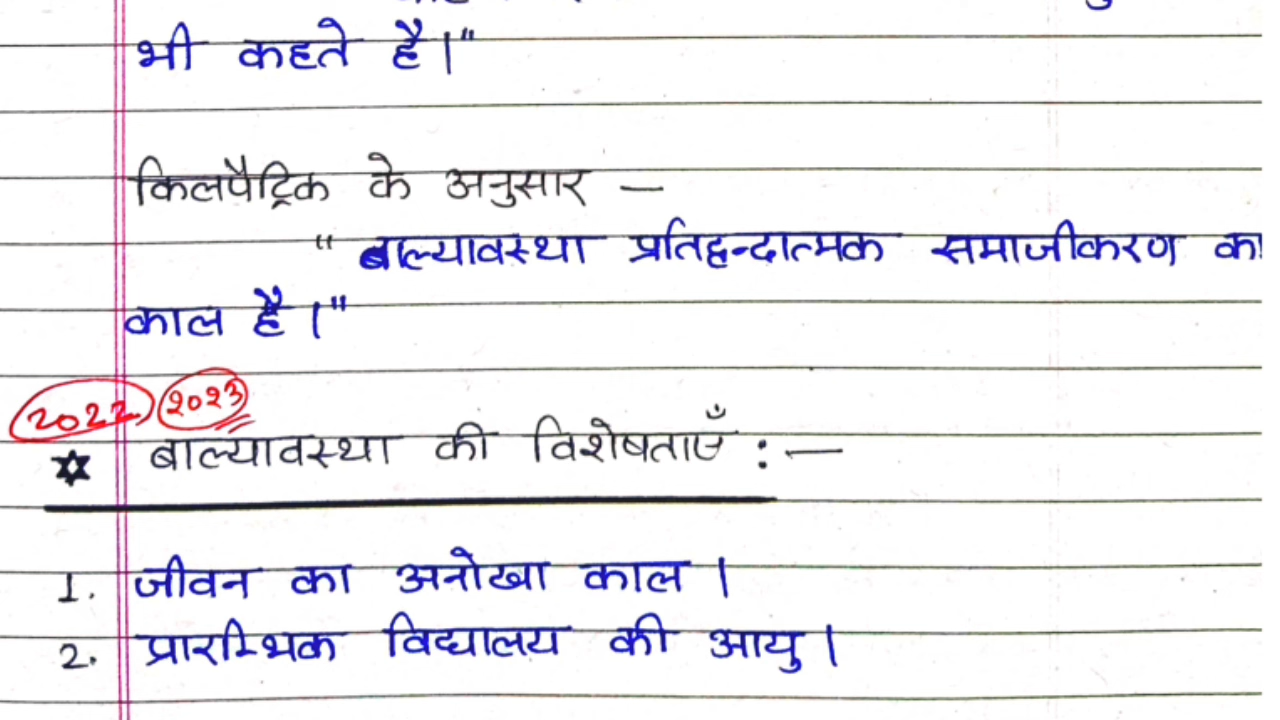 भी कहते है।"
किलपैट्रिक के अनुसार —
" बाल्यावस्था प्रतिद्वन्दात्मक समाजीकरण का
काल है।"
2022 2023
बाल्यावस्था की विशेषताएँ :—
1. जीवन का अनोखा काल।
2. प्रारम्भिक विद्यालय की आयु।